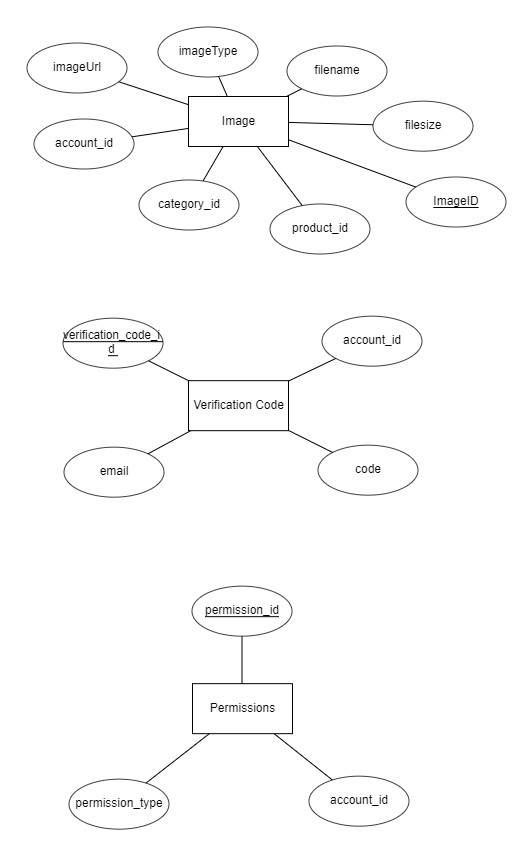 imageType
imageUrl
filename
Image
filesize
account_id
category_id
ImageID
product_id
verification_code_i
d
account_id
Verification Code
email
code
permission_id
Permissions
permission_type
account_id